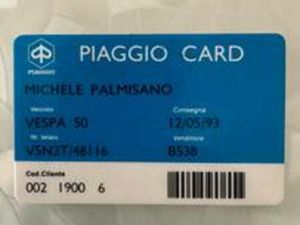 PIAGGIO CARD
PIAGGIO
MICHELE PALMISANO
Veicolo Consegna
VESPA 50 12/05/93
Nr. telaio Venditore
V5N2T/48116 B538
Cod.Cliente
002 1900 6